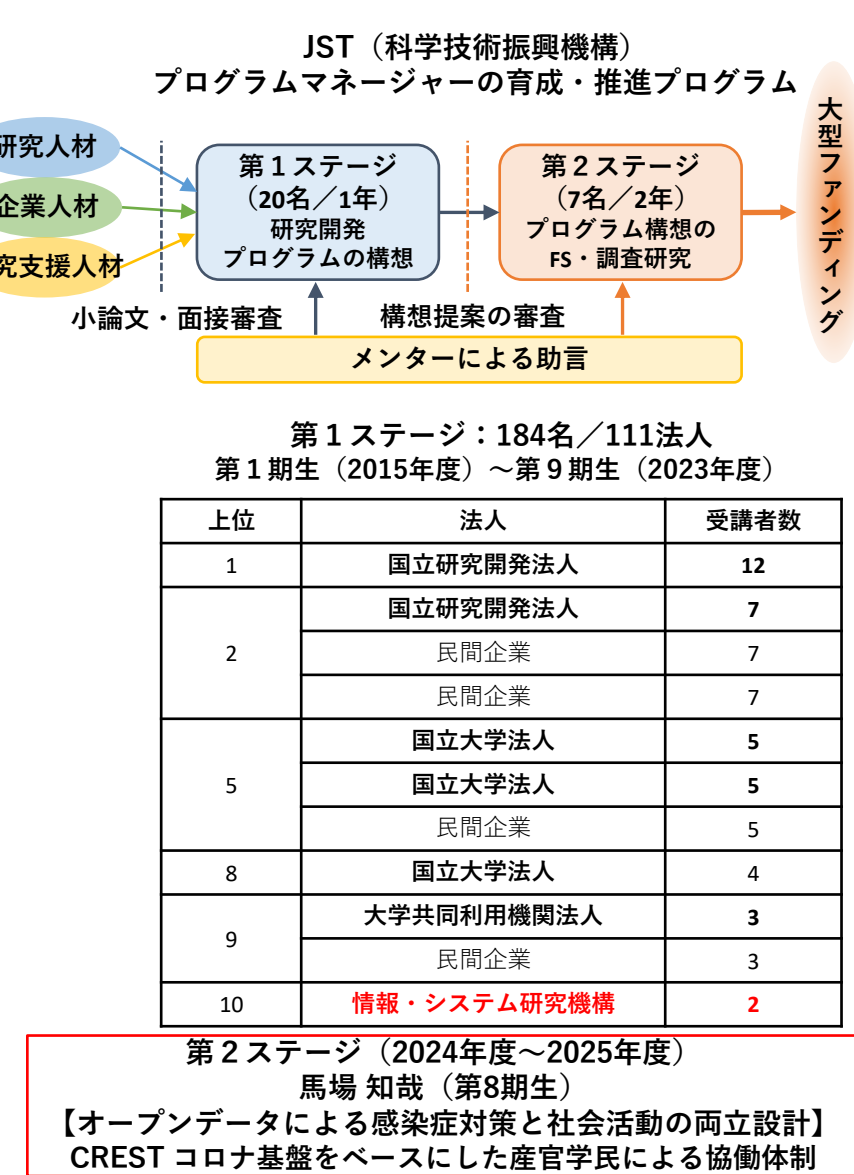 JST（科学技術振興機構）
プログラムマネージャーの育成・推進プログラム
研究人材
企業人材
究支援人材
第１ステージ
（20名／1年）
研究開発
プログラムの構想
第２ステージ
（7名／2年）
プログラム構想の
FS・調査研究
大型ファンディング
小論文・面接審査
構想提案の審査
メンターによる助言
第１ステージ：184名／111法人
第１期生（2015年度）～第９期生（2023年度）
上位 法人 受講者数
1 国立研究開発法人 12
2 国立研究開発法人 7
民間企業 7
民間企業 7
5 国立大学法人 5
国立大学法人 5
民間企業 5
8 国立大学法人 4
9 大学共同利用機関法人 3
民間企業 3
10 情報・システム研究機構 2
第２ステージ（2024年度～2025年度）
馬場 知哉（第8期生）
【オープンデータによる感染症対策と社会活動の両立設計】
CREST コロナ基盤をベースにした産官学民による協働体制